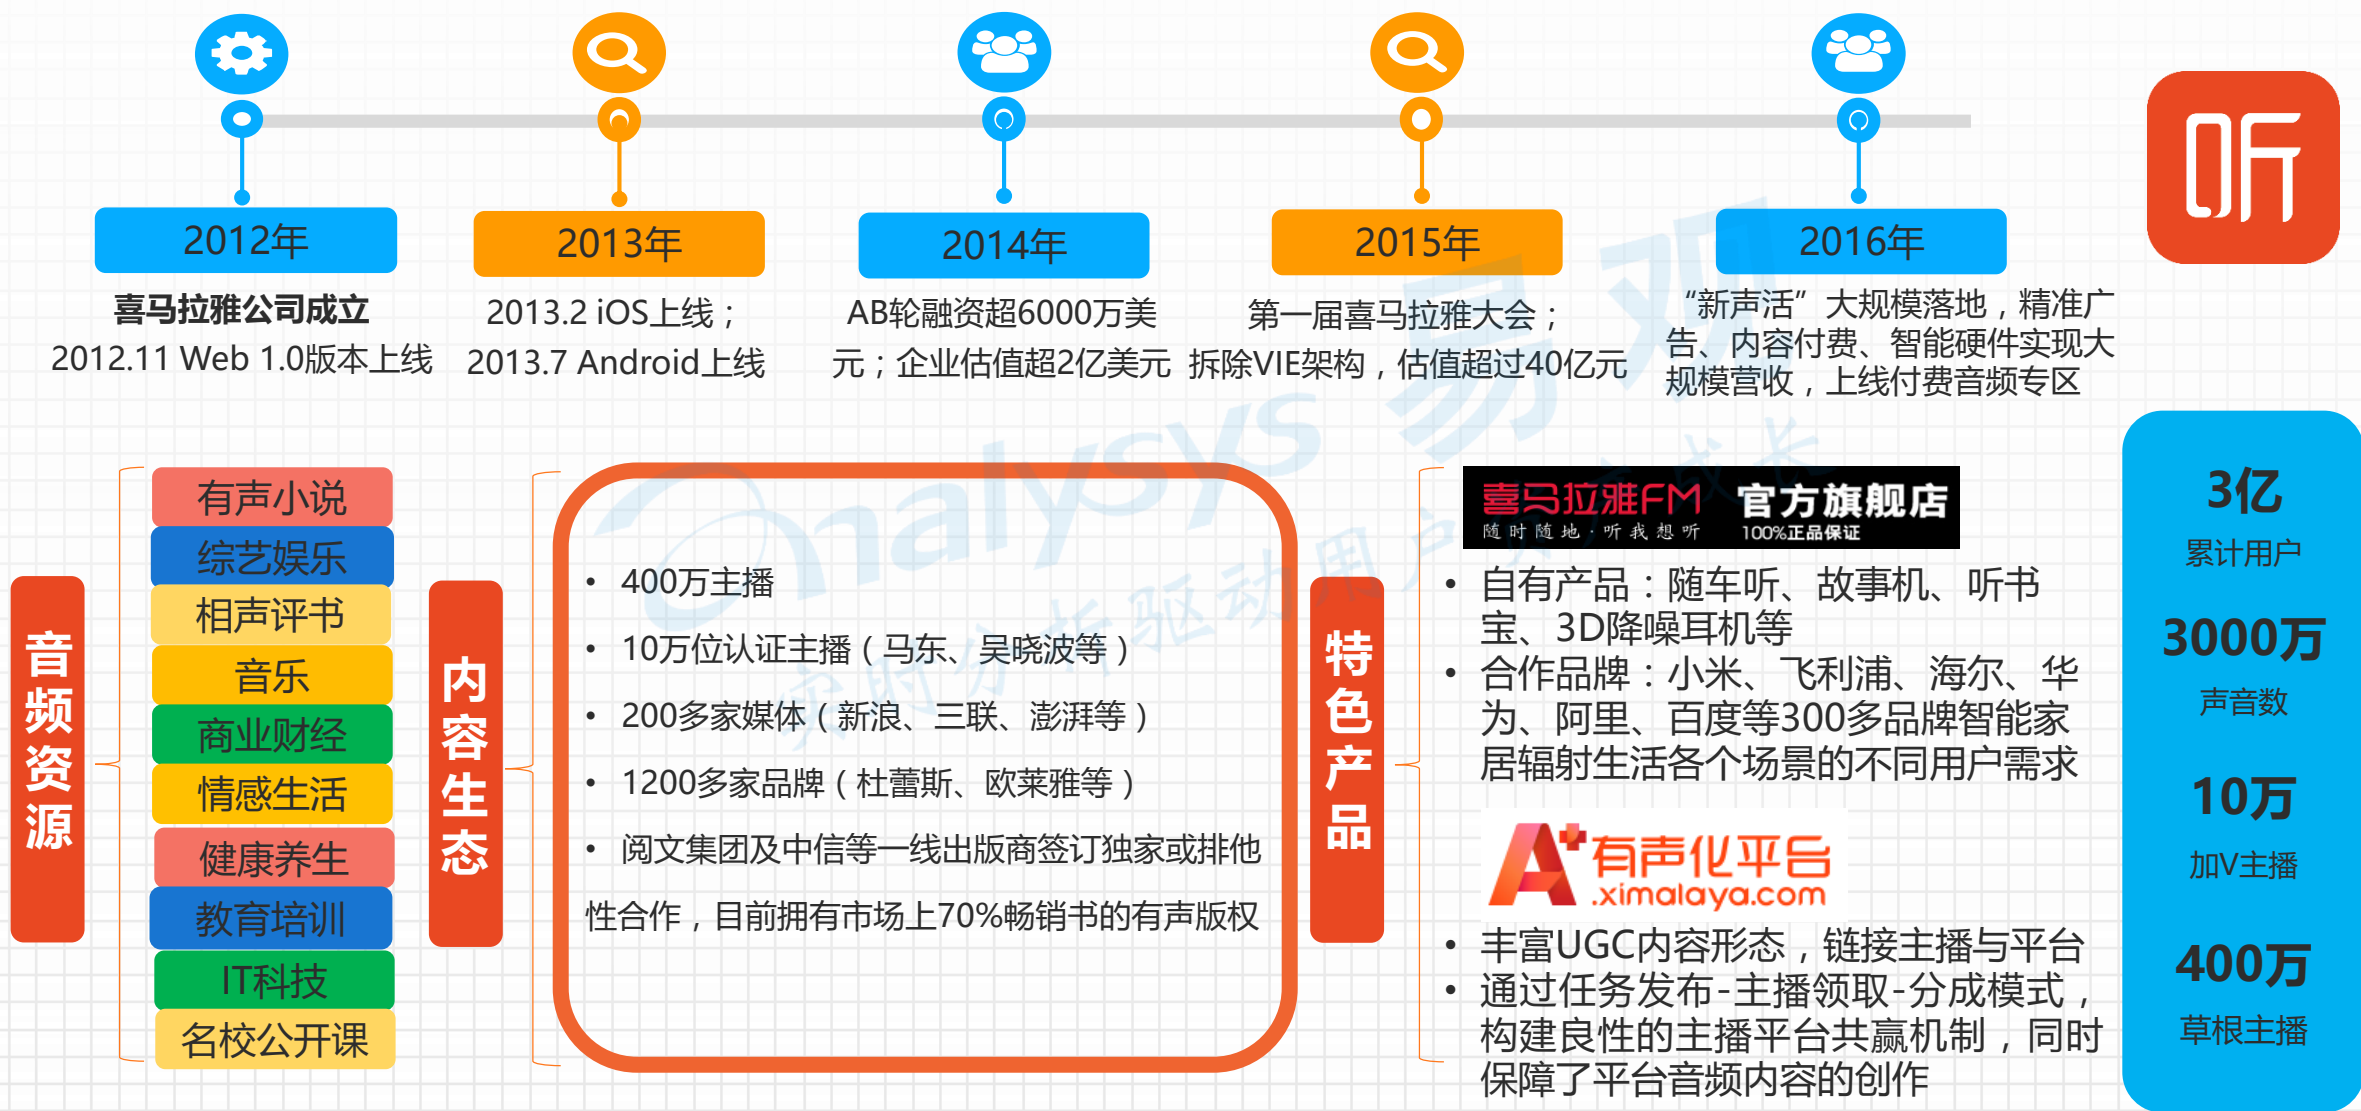 听
2012年
2013年
2014年
2015年
2016年
喜马拉雅公司成立
2012.11 Web 1.0版本上线
2013.2 iOS上线；
2013.7 Android上线
AB轮融资超6000万美
元；企业估值超2亿美元
第一届喜马拉雅大会；
拆除VIE架构，估值超过40亿元
“新声活”大规模落地，精准广
告、内容付费、智能硬件实现大
规模营收，上线付费音频专区
音频资源
有声小说
综艺娱乐
相声评书
音乐
商业财经
情感生活
健康养生
教育培训
IT科技
名校公开课
内容生态
• 400万主播
• 10万位认证主播（马东、吴晓波等）
• 200多家媒体（新浪、三联、澎湃等）
• 1200多家品牌（杜蕾斯、欧莱雅等）
• 阅文集团及中信等一线出版商签订独家或排他
性合作，目前拥有市场上70%畅销书的有声版权
特色产品
喜马拉雅FM 官方旗舰店
随时随地·听我想听 100%正品保证
• 自有产品：随车听、故事机、听书
宝、3D降噪耳机等
• 合作品牌：小米、飞利浦、海尔、华
为、阿里、百度等300多品牌智能家
居辐射生活各个场景的不同用户需求
A+有声化平台
.ximalaya.com
• 丰富UGC内容形态，链接主播与平台
• 通过任务发布-主播领取-分成模式，
构建良性的主播平台共赢机制，同时
保障了平台音频内容的创作
3亿
累计用户
3000万
声音数
10万
加V主播
400万
草根主播
analysys 易观
实时分析驱动用户资产成长